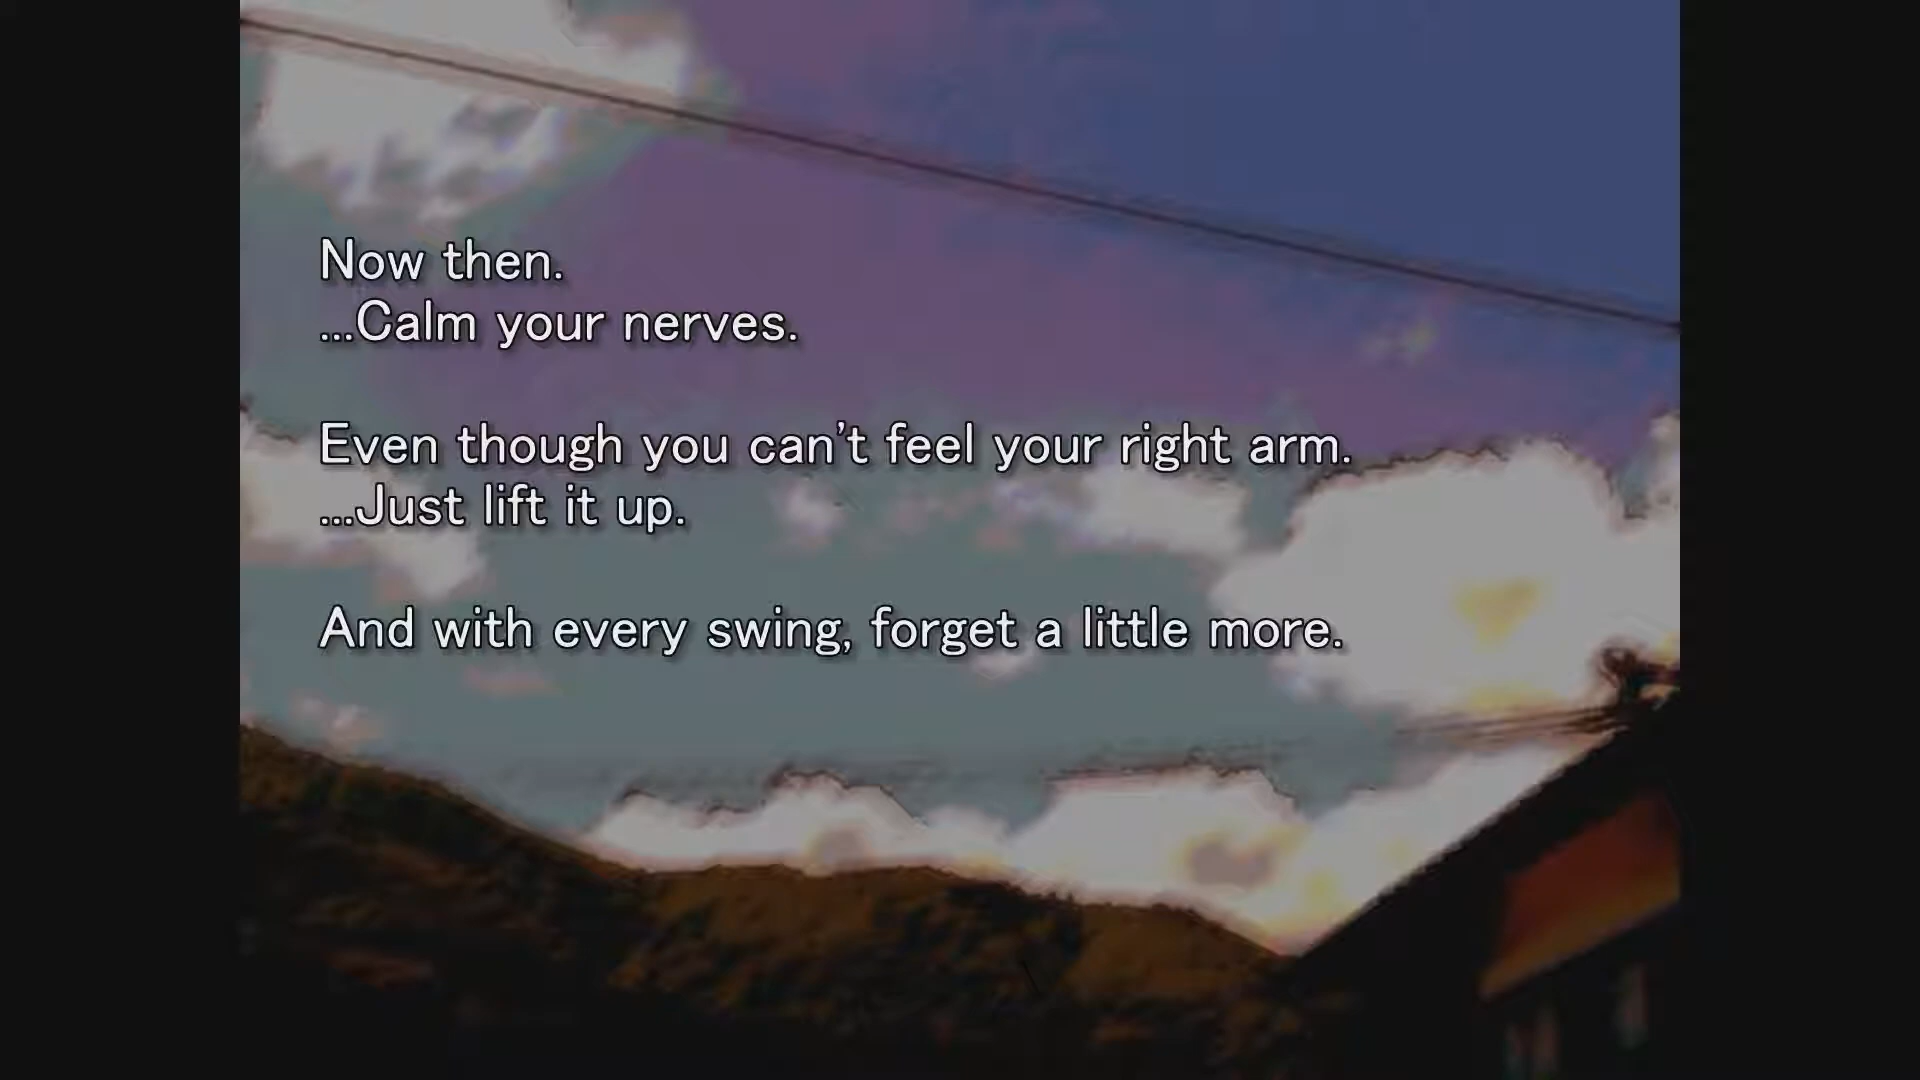 Now then.
...Calm your nerves.
Even though you can't feel your right arm.
...Just lift it up.
And with every swing, forget a little more.